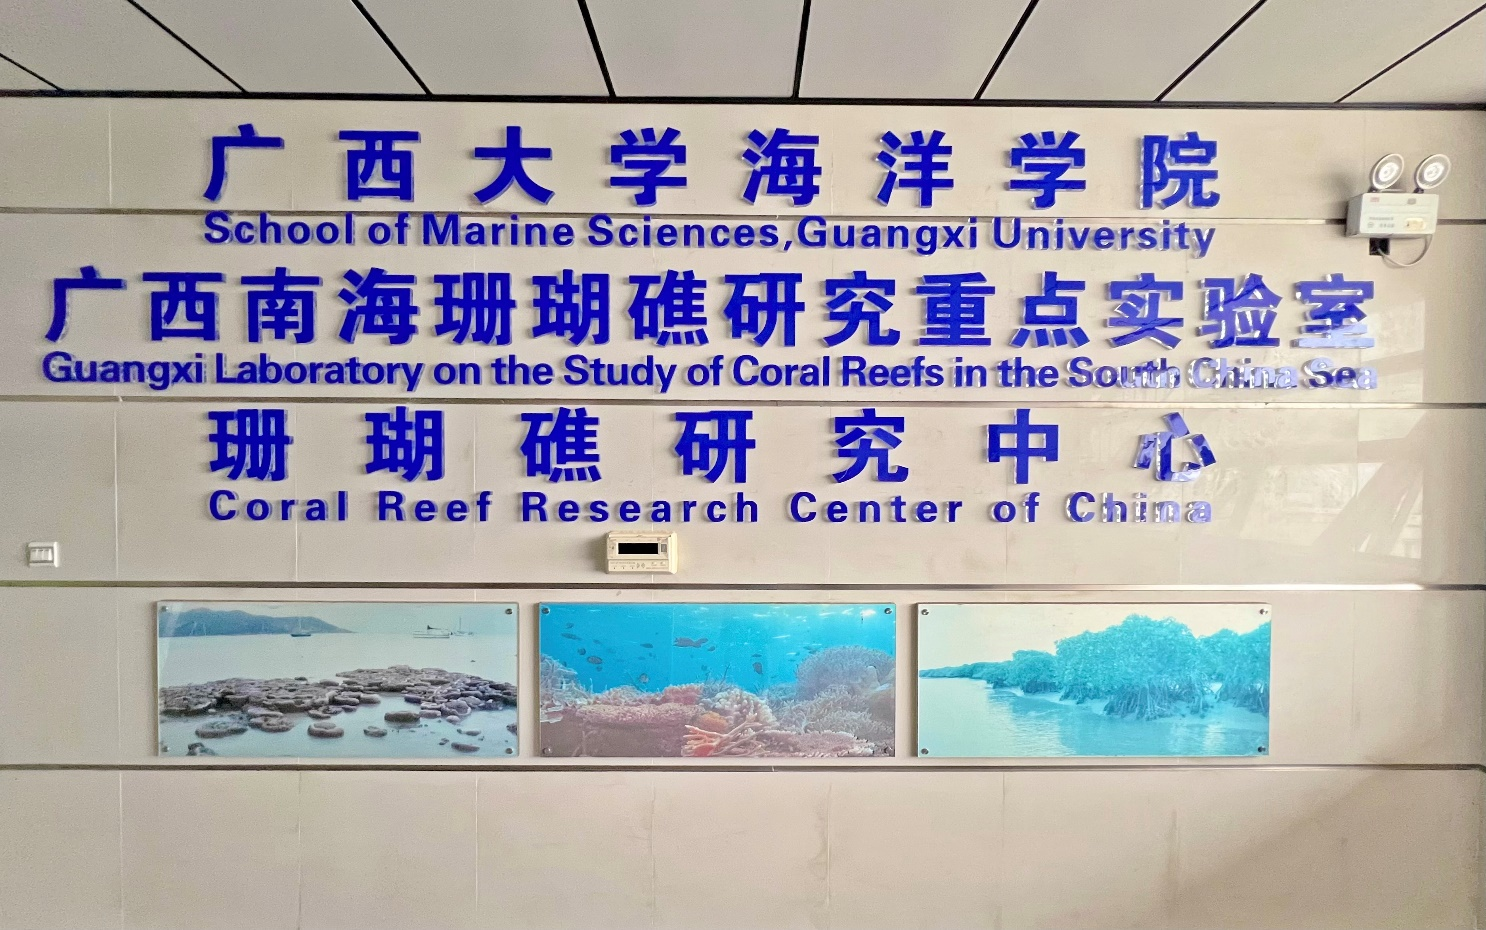 广西大学海洋学院
School of Marine Sciences,Guangxi University
广西南海珊瑚礁研究重点实验室
Guangxi Laboratory on the Study of Coral Reefs in the South China Sea
珊瑚礁研究中心
Coral Reef Research Center of China